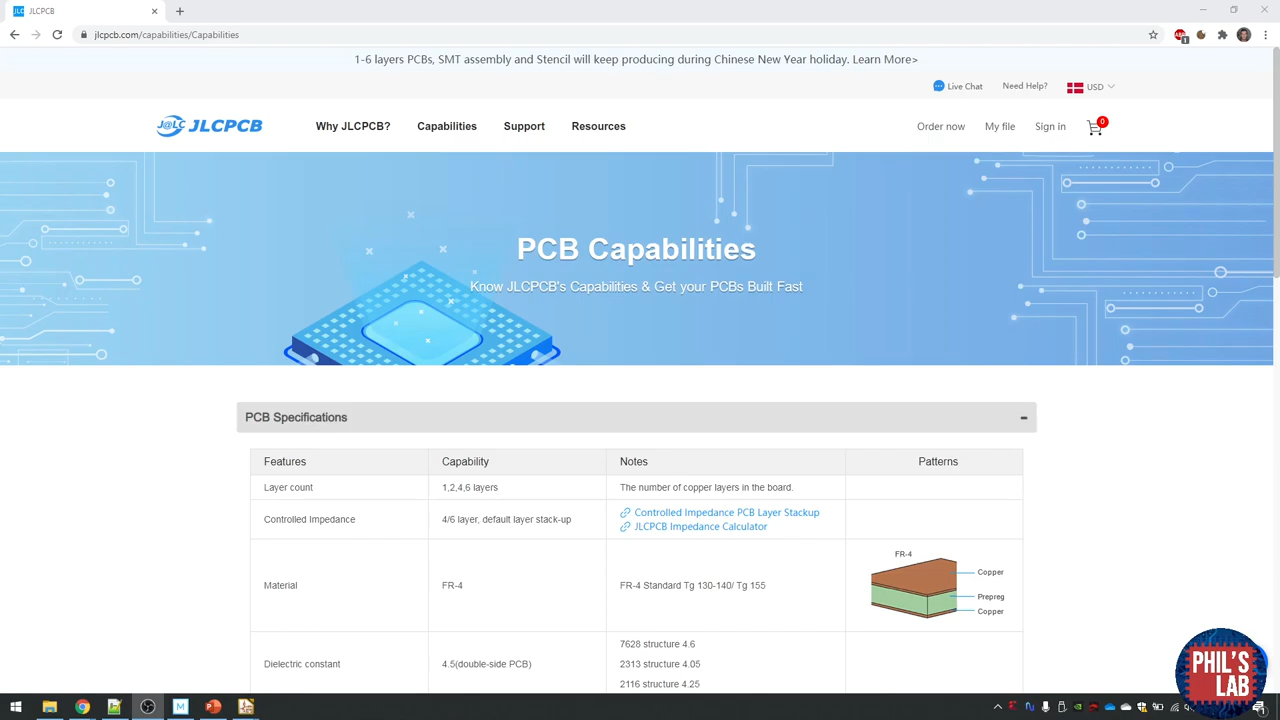 JLC JLCPCB
jlcpcb.com/capabilities/Capabilities
ABP
1
1-6 layers PCBs, SMT assembly and Stencil will keep producing during Chinese New Year holiday. Learn More>
Live Chat
Need Help?
USD
J@LC JLCPCB
Why JLCPCB?
Capabilities
Support
Resources
Order now
My file
Sign in
0
PCB Capabilities
Know JLCPCB's Capabilities & Get your PCBs Built Fast
PCB Specifications
Features Capability Notes Patterns
Layer count 1,2,4,6 layers The number of copper layers in the board.
Controlled Impedance 4/6 layer, default layer stack-up Controlled Impedance PCB Layer Stackup
JLCPCB Impedance Calculator
Material FR-4 FR-4 Standard Tg 130-140/ Tg 155
FR-4
Copper
Prepreg
Copper
Dielectric constant 4.5(double-side PCB)
7628 structure 4.6
2313 structure 4.05
2116 structure 4.25
PHIL'S
LAB